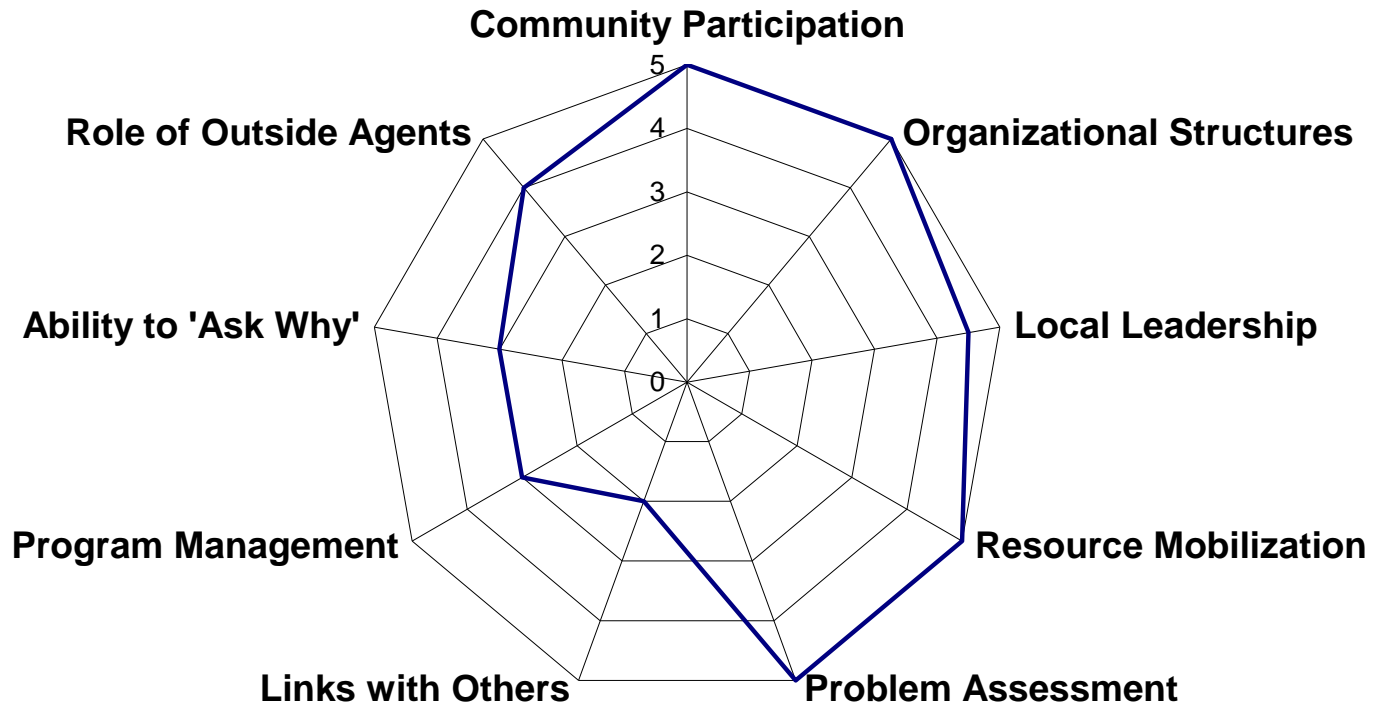 Community Participation
5
Role of Outside Agents
4
Organizational Structures
3
2
Ability to 'Ask Why'
1
Local Leadership
0
Program Management
Resource Mobilization
Links with Others
Problem Assessment